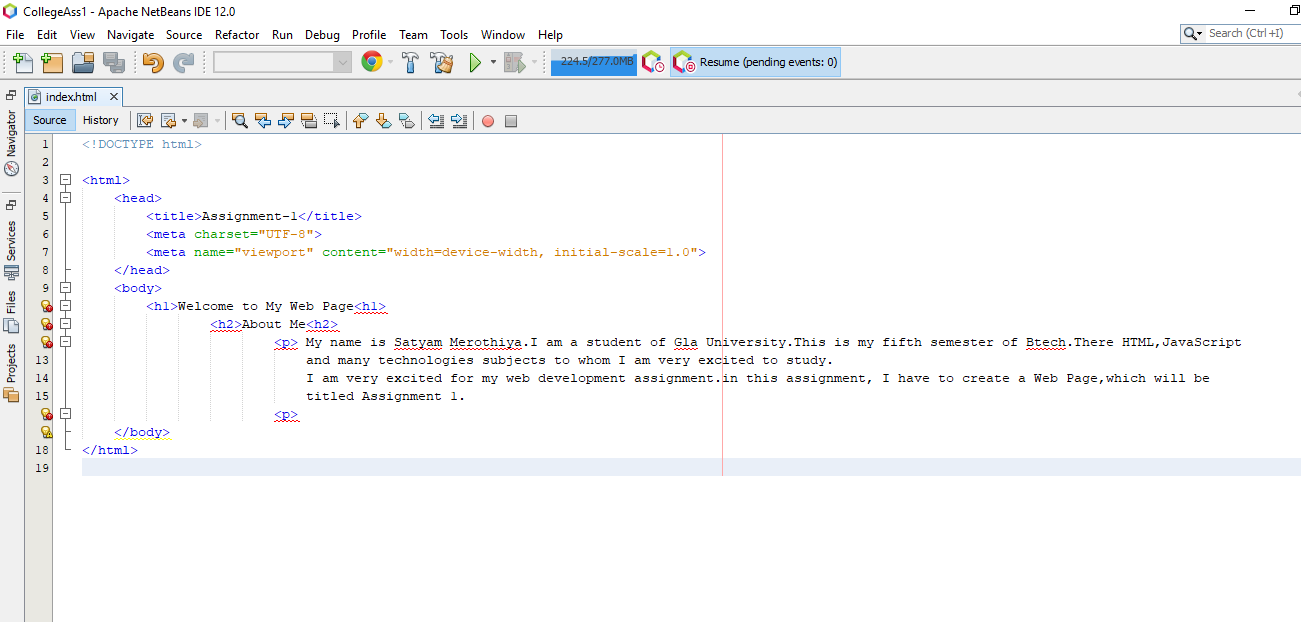 CollegeAss1 - Apache NetBeans IDE 12.0
File Edit View Navigate Source Refactor Run Debug Profile Team Tools Window Help
Search (Ctrl+I)
224.5/277.0MB
Resume (pending events: 0)
index.html
Source History
Navigator
Services
Files
Projects
1 <!DOCTYPE html>
2
3 <html>
4 <head>
5 <title>Assignment-1</title>
6 <meta charset="UTF-8">
7 <meta name="viewport" content="width=device-width, initial-scale=1.0">
8 </head>
9 <body>
<h1>Welcome to My Web Page<h1>
<h2>About Me<h2>
<p> My name is Satyam Merothiya.I am a student of Gla University.This is my fifth semester of Btech.There HTML,JavaScript
13 and many technologies subjects to whom I am very excited to study.
14 I am very excited for my web development assignment.in this assignment, I have to create a Web Page,which will be
15 titled Assignment 1.
<p>
</body>
18 </html>
19